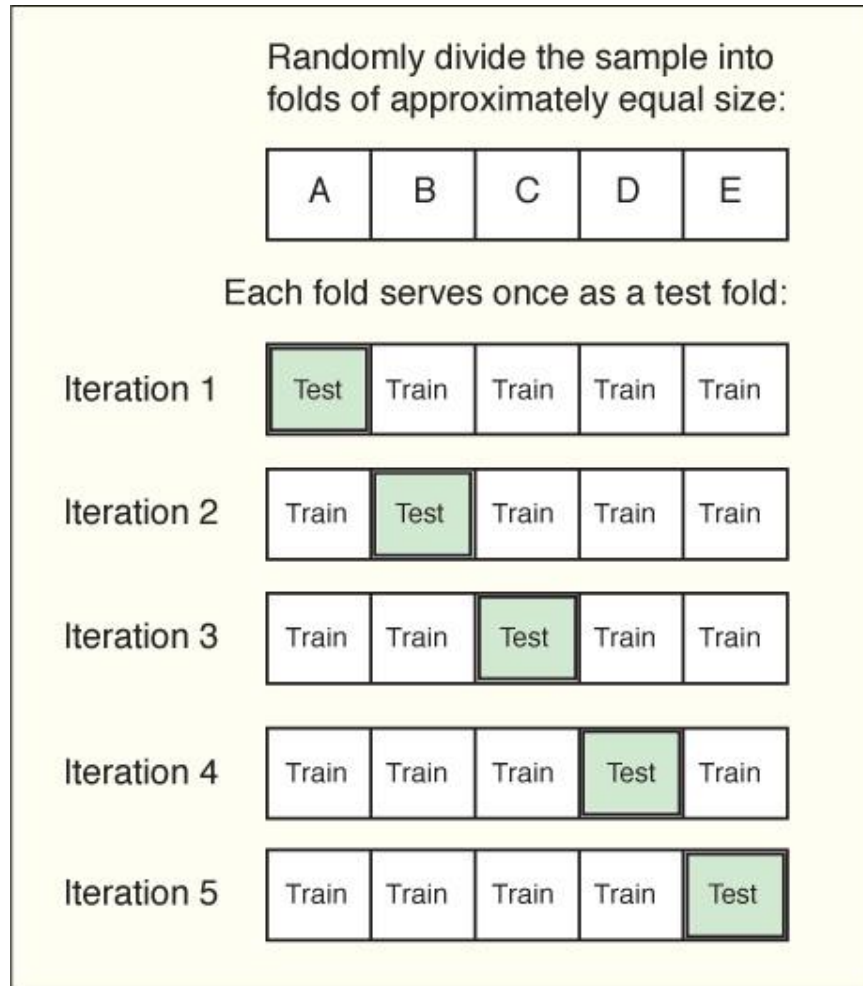 Randomly divide the sample into
folds of approximately equal size:
A B C D E
Each fold serves once as a test fold:
Iteration 1 Test Train Train Train Train
Iteration 2 Train Test Train Train Train
Iteration 3 Train Train Test Train Train
Iteration 4 Train Train Train Test Train
Iteration 5 Train Train Train Train Test